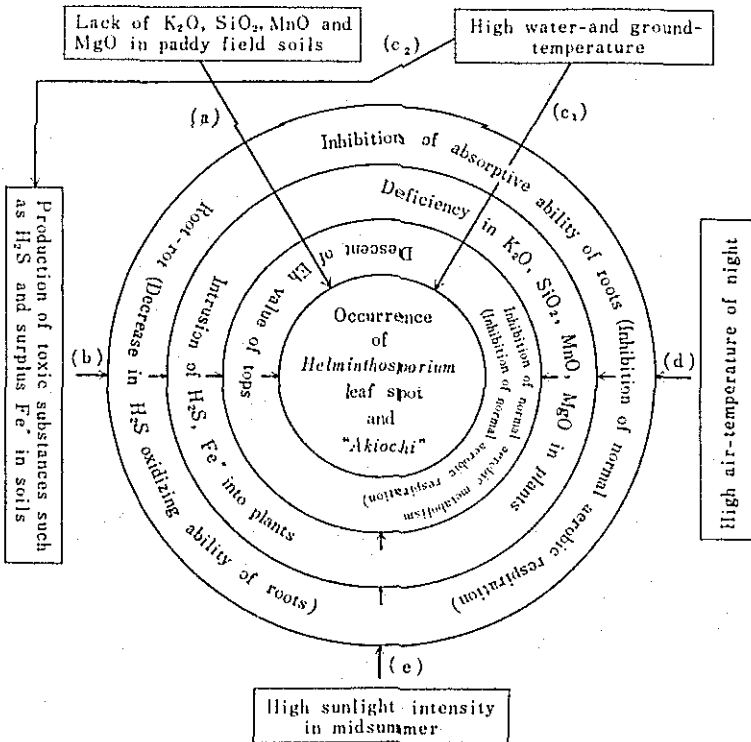 Lack of K₂O, SiO₂, MnO and
MgO in paddy field soils
(c₂)
High water-and ground-
temperature
(a)
(c₁)
Production of toxic substances such
as H₂S and surplus Fe″ in soils
(b)
Inhibition of absorptive ability of roots (Inhibition of normal aerobic respiration)
Root-rot (Decrease in H₂S oxidizing ability of roots)
Deficiency in K₂O, SiO₂, MnO, MgO in plants
Intrusion of H₂S, Fe″ into plants
Descent of Eh value of tops
Inhibition of normal aerobic metabolism
(Inhibition of normal aerobic respiration)
Occurrence
of
Helminthosporium
leaf spot
and
"Akiochi"
(d)
High air-temperature of night
(e)
High sunlight intensity
in midsummer